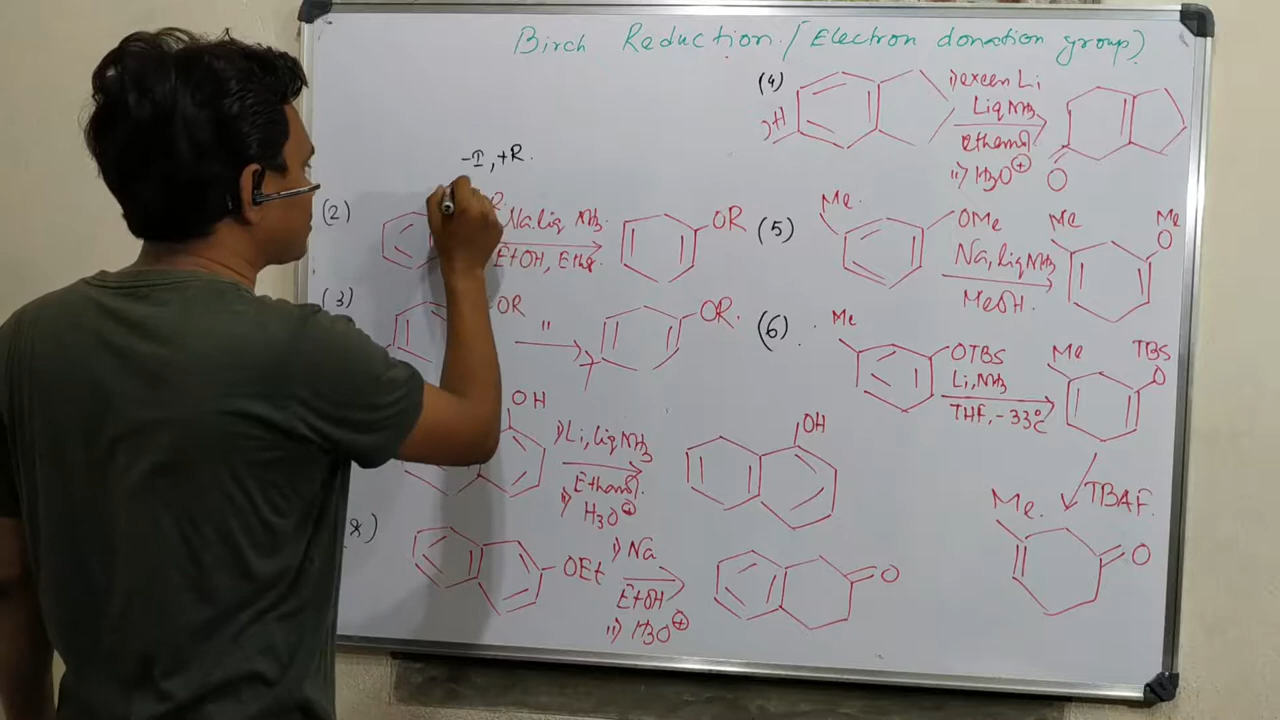 Birch Reduction / (Electron donation group)
-I, +R.
(2)
Na. liq NH3.
EtOH, Ether
OR
(3)
OR
"
OR.
OH
i) Li, liq NH3
Ethanol.
ii) H3O⊕
OH
OEt
i) Na
EtOH
ii) H3O⊕
O
(4)
H
i) excess Li
Liq NH3
ethanol
ii) H3O⊕
O
(5)
Me.
OMe
Na, liq NH3
MeOH.
Me
Me
O
(6)
Me
OTBS
Li, NH3
THF, -33°C
Me
TBS
O
TBAF.
Me.
O